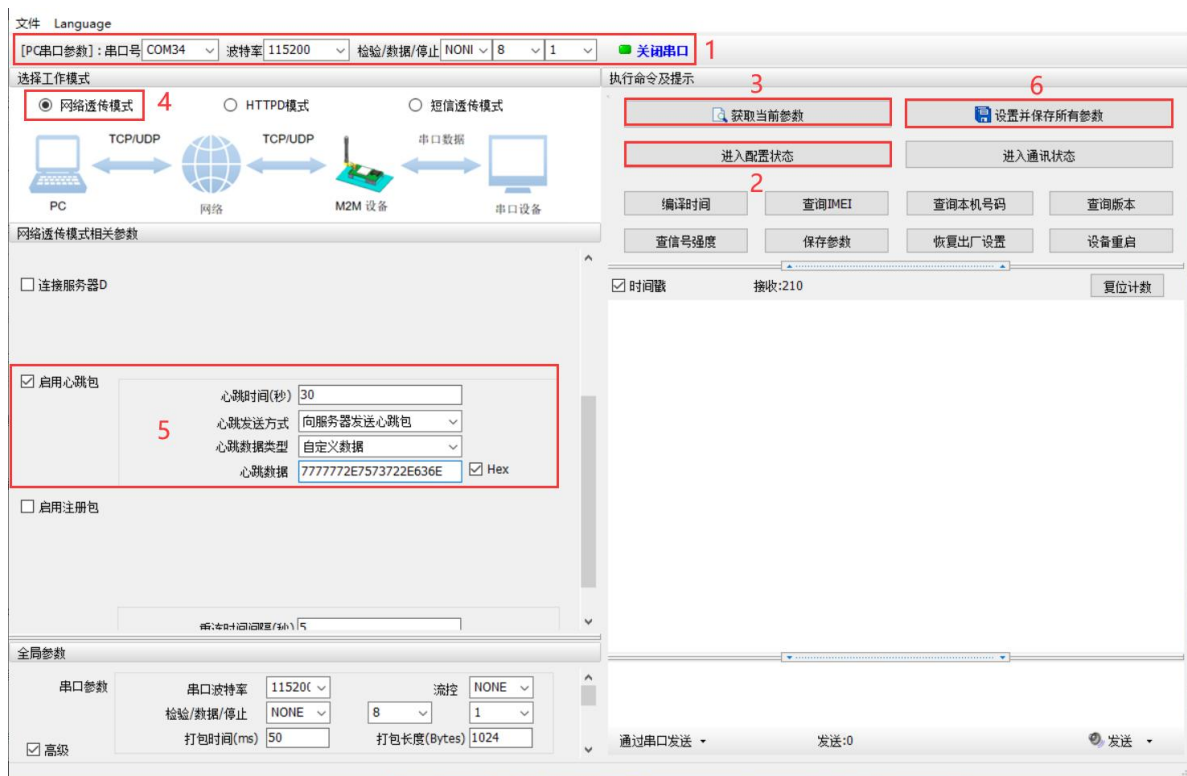 文件 Language
[PC串口参数]:串口号 COM34 波特率 115200 检验/数据/停止 NONI 8 1 关闭串口 1
选择工作模式
网络透传模式 4 HTTPD模式 短信透传模式
TCP/UDP TCP/UDP 串口数据
PC 网络 M2M 设备 串口设备
网络透传模式相关参数
连接服务器D
启用心跳包
心跳时间(秒) 30
心跳发送方式 向服务器发送心跳包
5
心跳数据类型 自定义数据
心跳数据 7777772E7573722E636E Hex
启用注册包
重连时间间隔(秒) 5
全局参数
串口参数 串口波特率 11520( 流控 NONE
检验/数据/停止 NONE 8 1
打包时间(ms) 50 打包长度(Bytes) 1024
高级
执行命令及提示
3 6
获取当前参数 设置并保存所有参数
进入配置状态 进入通讯状态
2
编译时间 查询IMEI 查询本机号码 查询版本
查信号强度 保存参数 恢复出厂设置 设备重启
时间戳 接收:210 复位计数
通过串口发送 发送:0 发送